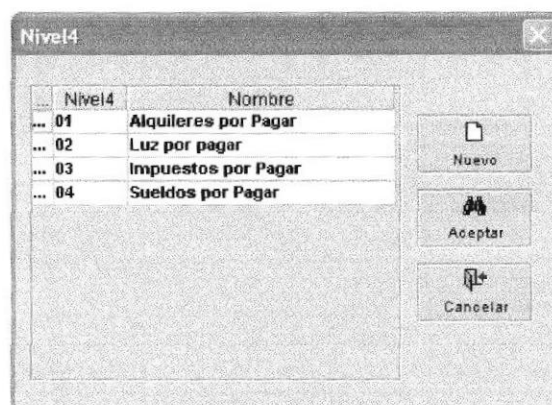 Nivel4
... Nivel4 Nombre
... 01 Alquileres por Pagar
... 02 Luz por pagar
... 03 Impuestos por Pagar
... 04 Sueldos por Pagar
Nuevo
Aceptar
Cancelar